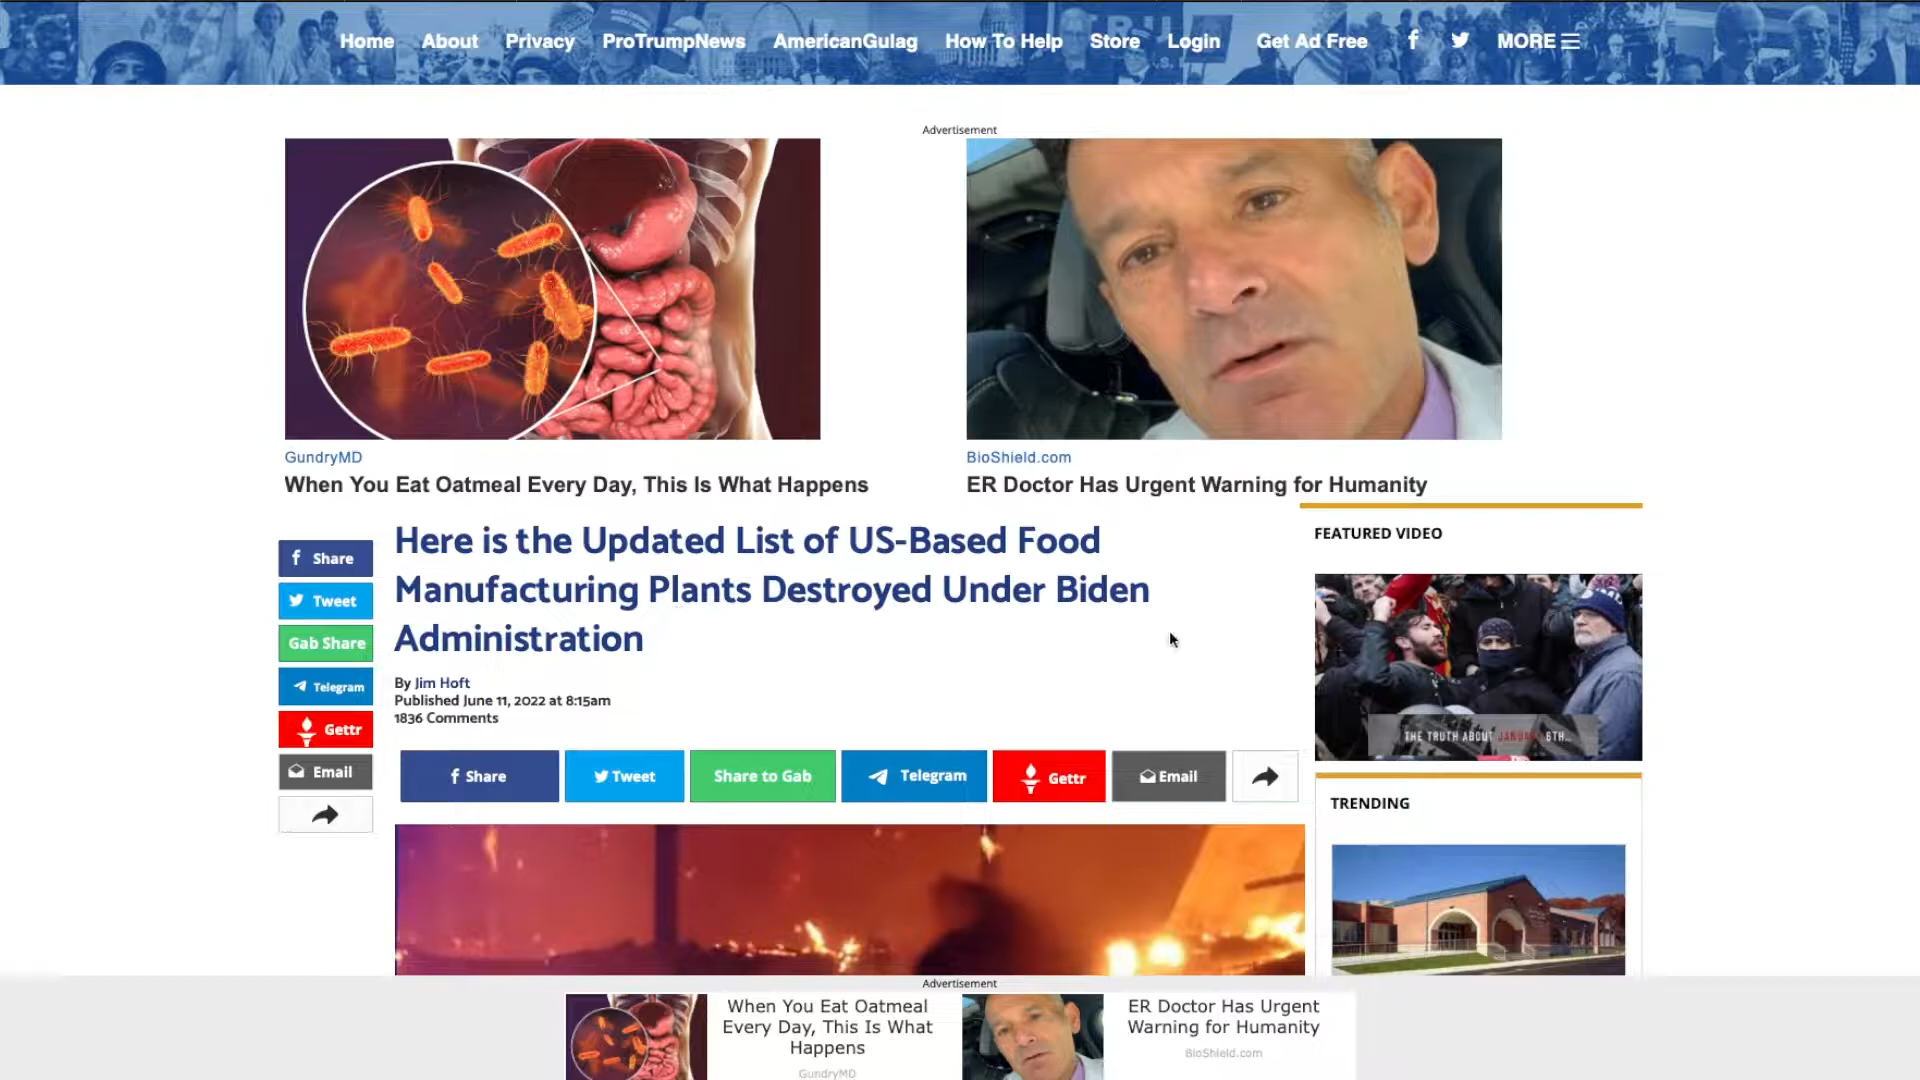 Home About Privacy ProTrumpNews AmericanGulag How To Help Store Login Get Ad Free f MORE
Advertisement
GundryMD
When You Eat Oatmeal Every Day, This Is What Happens
BioShield.com
ER Doctor Has Urgent Warning for Humanity
f Share
Tweet
Gab Share
Telegram
Gettr
Email
Here is the Updated List of US-Based Food
Manufacturing Plants Destroyed Under Biden
Administration
By Jim Hoft
Published June 11, 2022 at 8:15am
1836 Comments
f Share
Tweet
Share to Gab
Telegram
Gettr
Email
FEATURED VIDEO
THE TRUTH ABOUT JANUARY 6TH...
TRENDING
Advertisement
When You Eat Oatmeal
Every Day, This Is What
Happens
GundryMD
ER Doctor Has Urgent
Warning for Humanity
BioShield.com